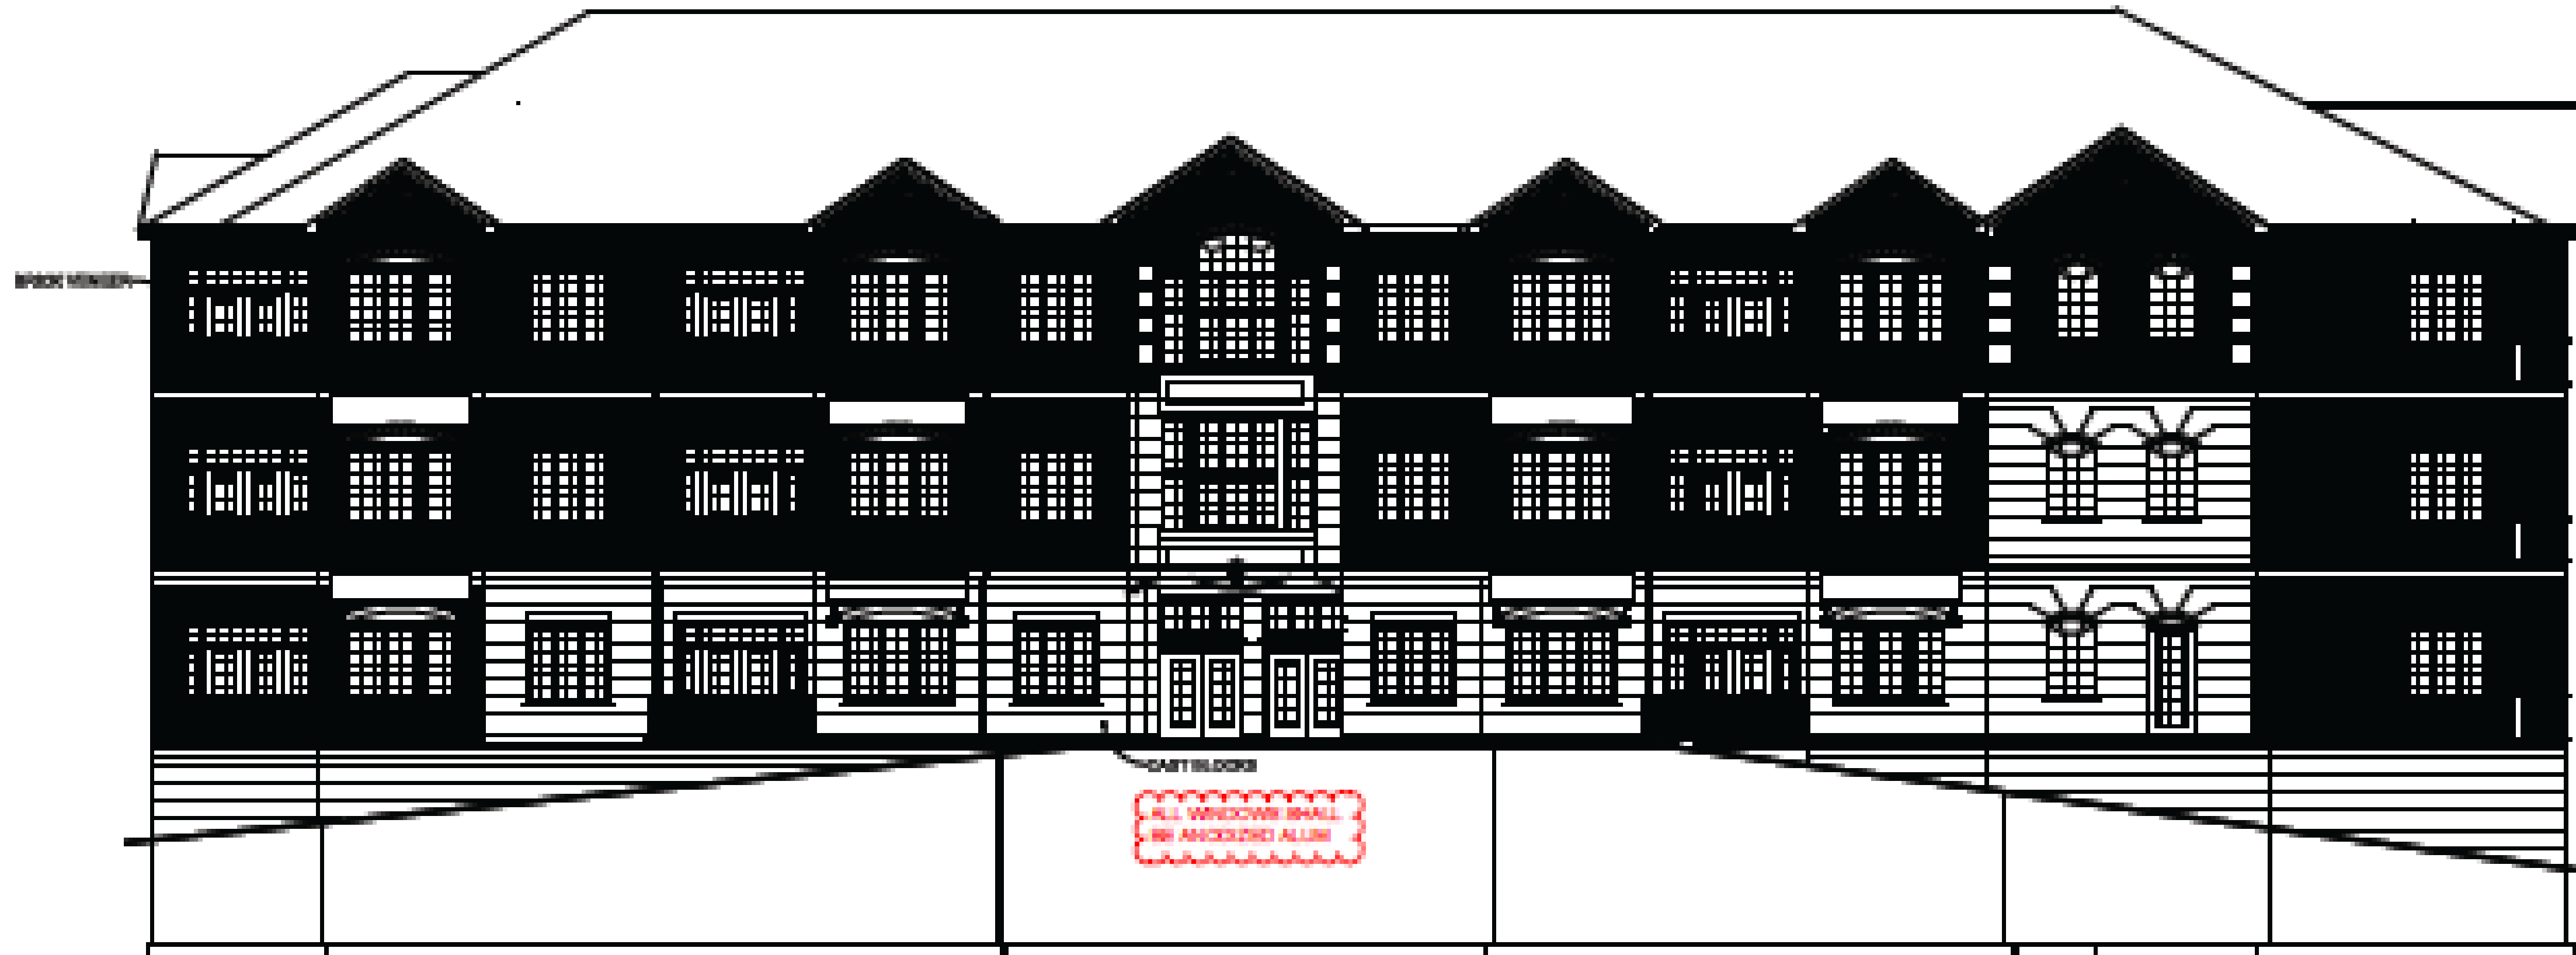 BRICK VENEER
CAST BLOCKS
ALL WINDOWS SHALL
BE ANODIZED ALUM